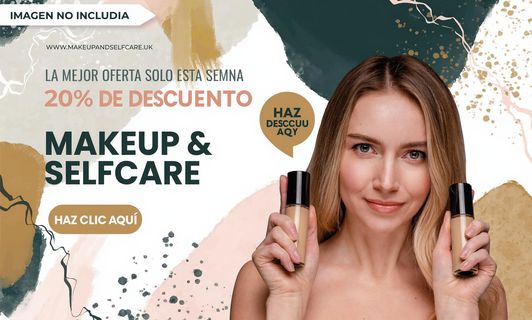 IMAGEN NO INCLUDIA
WWW.MAKEUPANDSELFCARE.UK
LA MEJOR OFERTA SOLO ESTA SEMNA
20% DE DESCUENTO
HAZ
DESCCUU
AQY
MAKEUP &
SELFCARE
HAZ CLIC AQUÍ